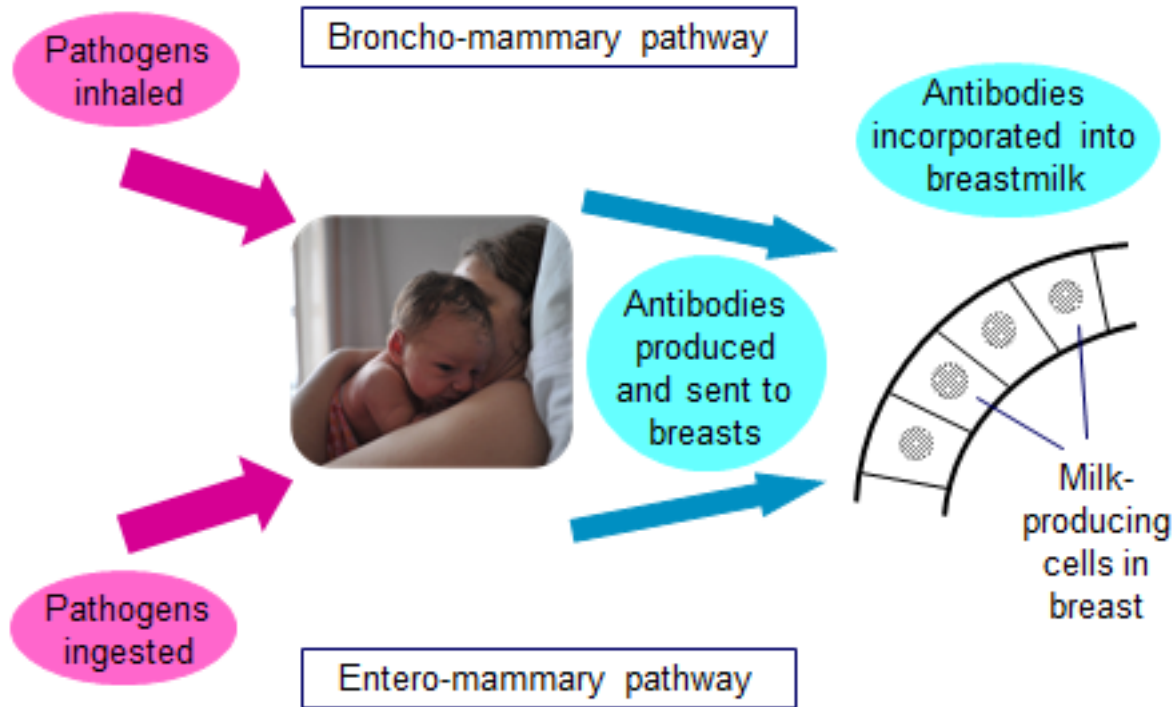 Pathogens
inhaled
Broncho-mammary pathway
Antibodies
incorporated into
breastmilk
Antibodies
produced
and sent to
breasts
Milk-
producing
cells in
breast
Pathogens
ingested
Entero-mammary pathway